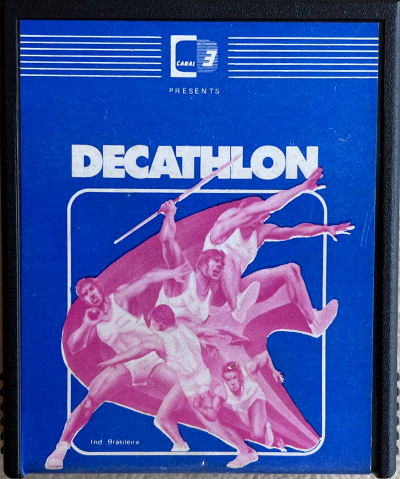 CANAL 3
PRESENTS
DECATHLON
Ind Brasileira